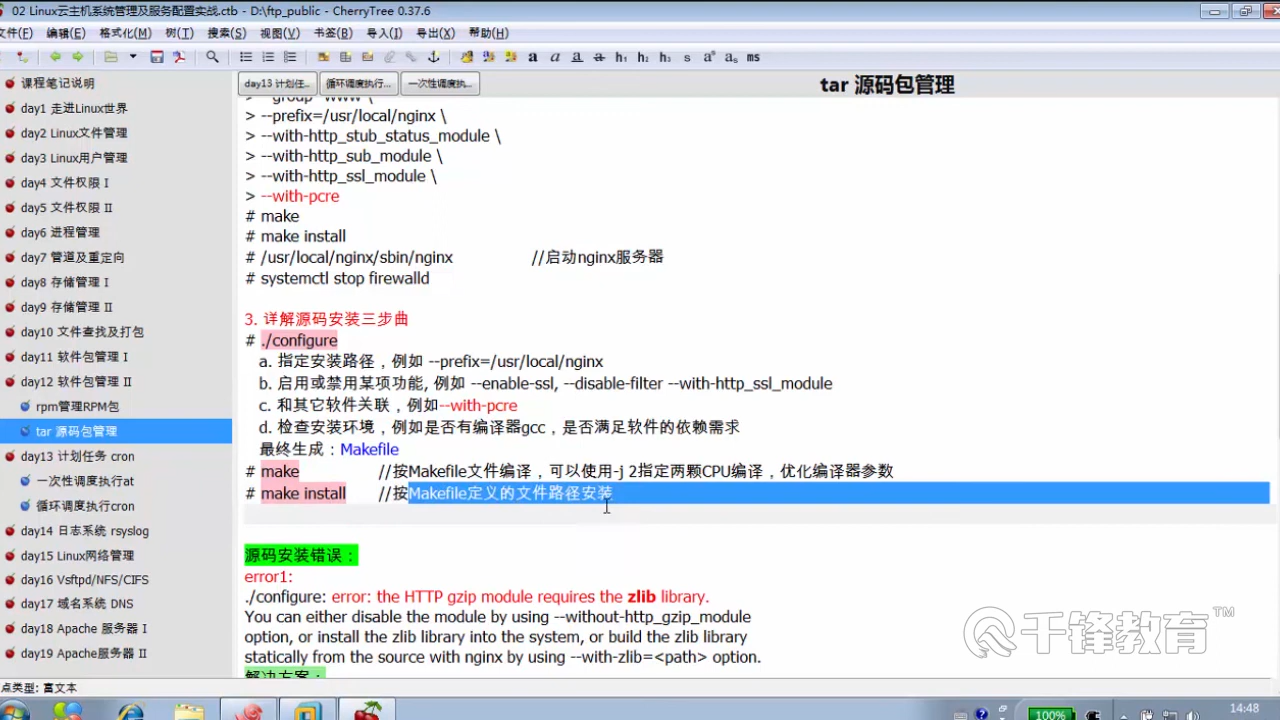 02 Linux云主机系统管理及服务配置实战.ctb - D:\ftp_public - CherryTree 0.37.6
文件(F) 编辑(E) 格式化(M) 树(T) 搜索(S) 视图(V) 书签(B) 导入(I) 导出(X) 帮助(H)
a a a a h₁ h₂ h₃ s aˢ aₛ ms
课程笔记说明
day1 走进Linux世界
day2 Linux文件管理
day3 Linux用户管理
day4 文件权限 I
day5 文件权限 II
day6 进程管理
day7 管道及重定向
day8 存储管理 I
day9 存储管理 II
day10 文件查找及打包
day11 软件包管理 I
day12 软件包管理 II
rpm管理RPM包
tar 源码包管理
day13 计划任务 cron
一次性调度执行at
循环调度执行cron
day14 日志系统 rsyslog
day15 Linux网络管理
day16 Vsftpd/NFS/CIFS
day17 域名系统 DNS
day18 Apache 服务器 I
day19 Apache服务器 II
day13 计划任.. 循环调度执行... 一次性调度执...
tar 源码包管理
> --group=www \
> --prefix=/usr/local/nginx \
> --with-http_stub_status_module \
> --with-http_sub_module \
> --with-http_ssl_module \
> --with-pcre
# make
# make install
# /usr/local/nginx/sbin/nginx //启动nginx服务器
# systemctl stop firewalld
3. 详解源码安装三步曲
# ./configure
a. 指定安装路径，例如 --prefix=/usr/local/nginx
b. 启用或禁用某项功能, 例如 --enable-ssl, --disable-filter --with-http_ssl_module
c. 和其它软件关联，例如--with-pcre
d. 检查安装环境，例如是否有编译器gcc，是否满足软件的依赖需求
最终生成：Makefile
# make //按Makefile文件编译，可以使用-j 2指定两颗CPU编译，优化编译器参数
# make install //按Makefile定义的文件路径安装
源码安装错误：
error1:
./configure: error: the HTTP gzip module requires the zlib library.
You can either disable the module by using --without-http_gzip_module
option, or install the zlib library into the system, or build the zlib library
statically from the source with nginx by using --with-zlib=<path> option.
解决方案：
千锋教育™
点类型: 富文本
100%
14:48